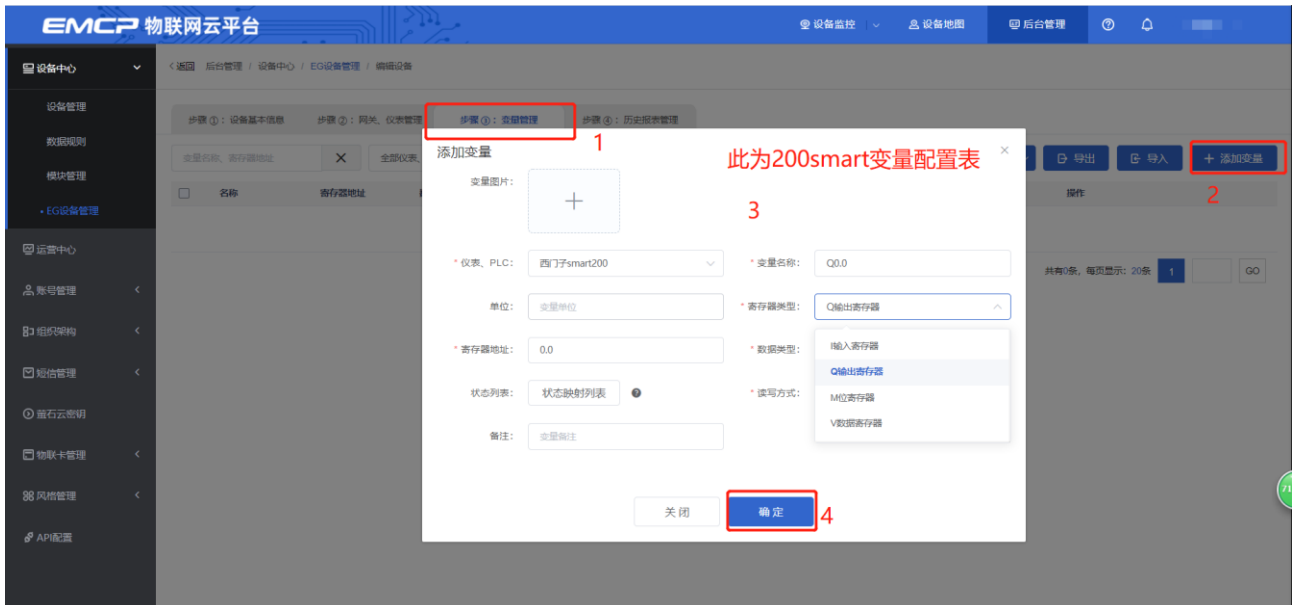 EMCP 物联网云平台
设备监控
设备地图
后台管理
设备中心
设备管理
数据规则
模块管理
• EG设备管理
运营中心
账号管理
组织架构
短信管理
萤石云密钥
物联卡管理
风格管理
API配置
<返回 后台管理 / 设备中心 / EG设备管理 / 编辑设备
步骤①:设备基本信息
步骤②:网关、仪表管理
步骤③:变量管理
步骤④:历史报表管理
1
变量名称、寄存器地址
全部仪表、
导出
导入
+ 添加变量
2
名称
寄存器地址
操作
添加变量
此为200smart变量配置表
3
变量图片:
* 仪表、PLC: 西门子smart200
* 变量名称: Q0.0
单位: 变量单位
* 寄存器类型: Q输出寄存器
I输入寄存器
Q输出寄存器
M位寄存器
V数据寄存器
* 寄存器地址: 0.0
* 数据类型:
状态列表: 状态映射列表
* 读写方式:
备注: 变量备注
关闭
确定
4
共有0条, 每页显示: 20条 1 GO
71